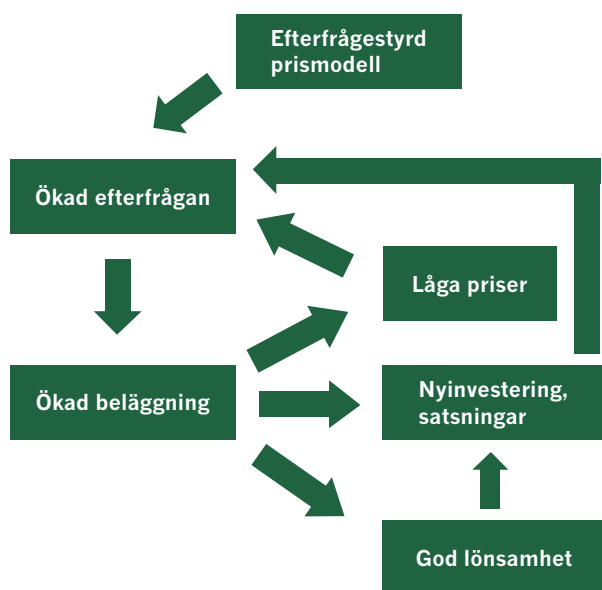 Efterfrågestyrd
prismodell
Ökad efterfrågan
Låga priser
Ökad beläggning
Nyinvestering,
satsningar
God lönsamhet